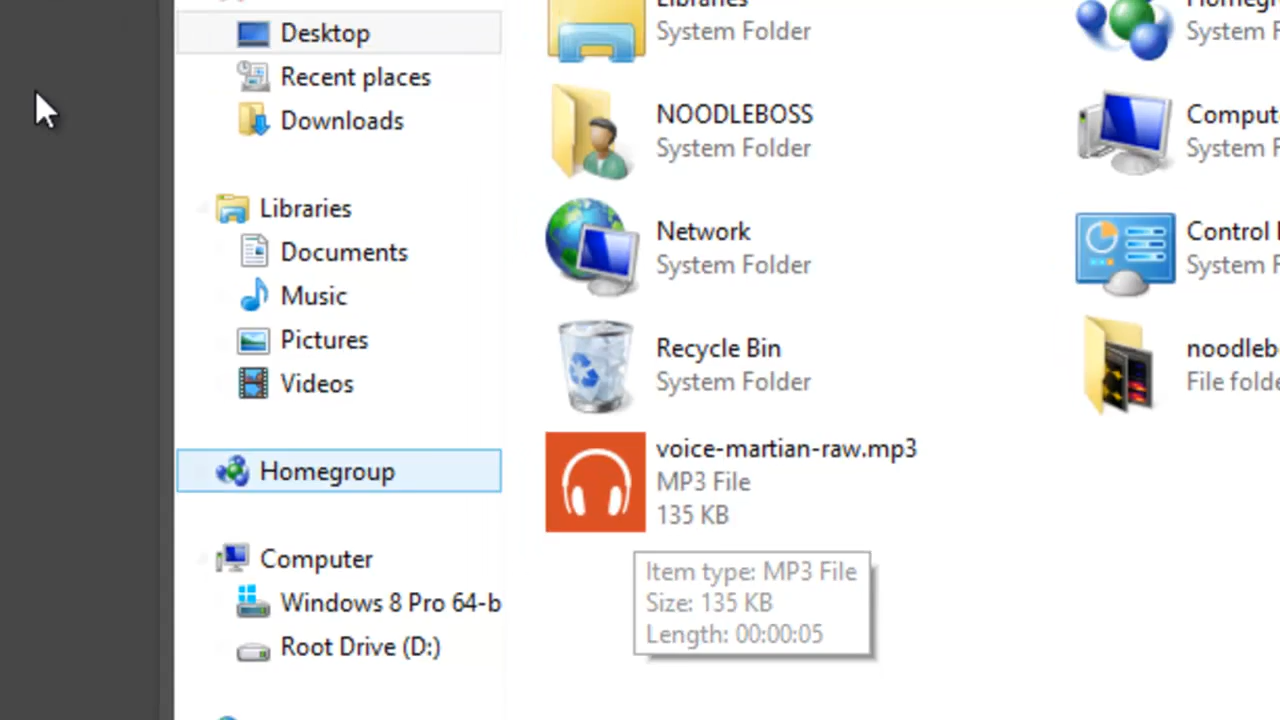 Desktop
Recent places
Downloads
Libraries
Documents
Music
Pictures
Videos
Homegroup
Computer
Windows 8 Pro 64-b
Root Drive (D:)
Libraries
System Folder
NOODLEBOSS
System Folder
Network
System Folder
Recycle Bin
System Folder
voice-martian-raw.mp3
MP3 File
135 KB
Item type: MP3 File
Size: 135 KB
Length: 00:00:05
Homegr
System F
Comput
System F
Control
System F
noodleb
File folde